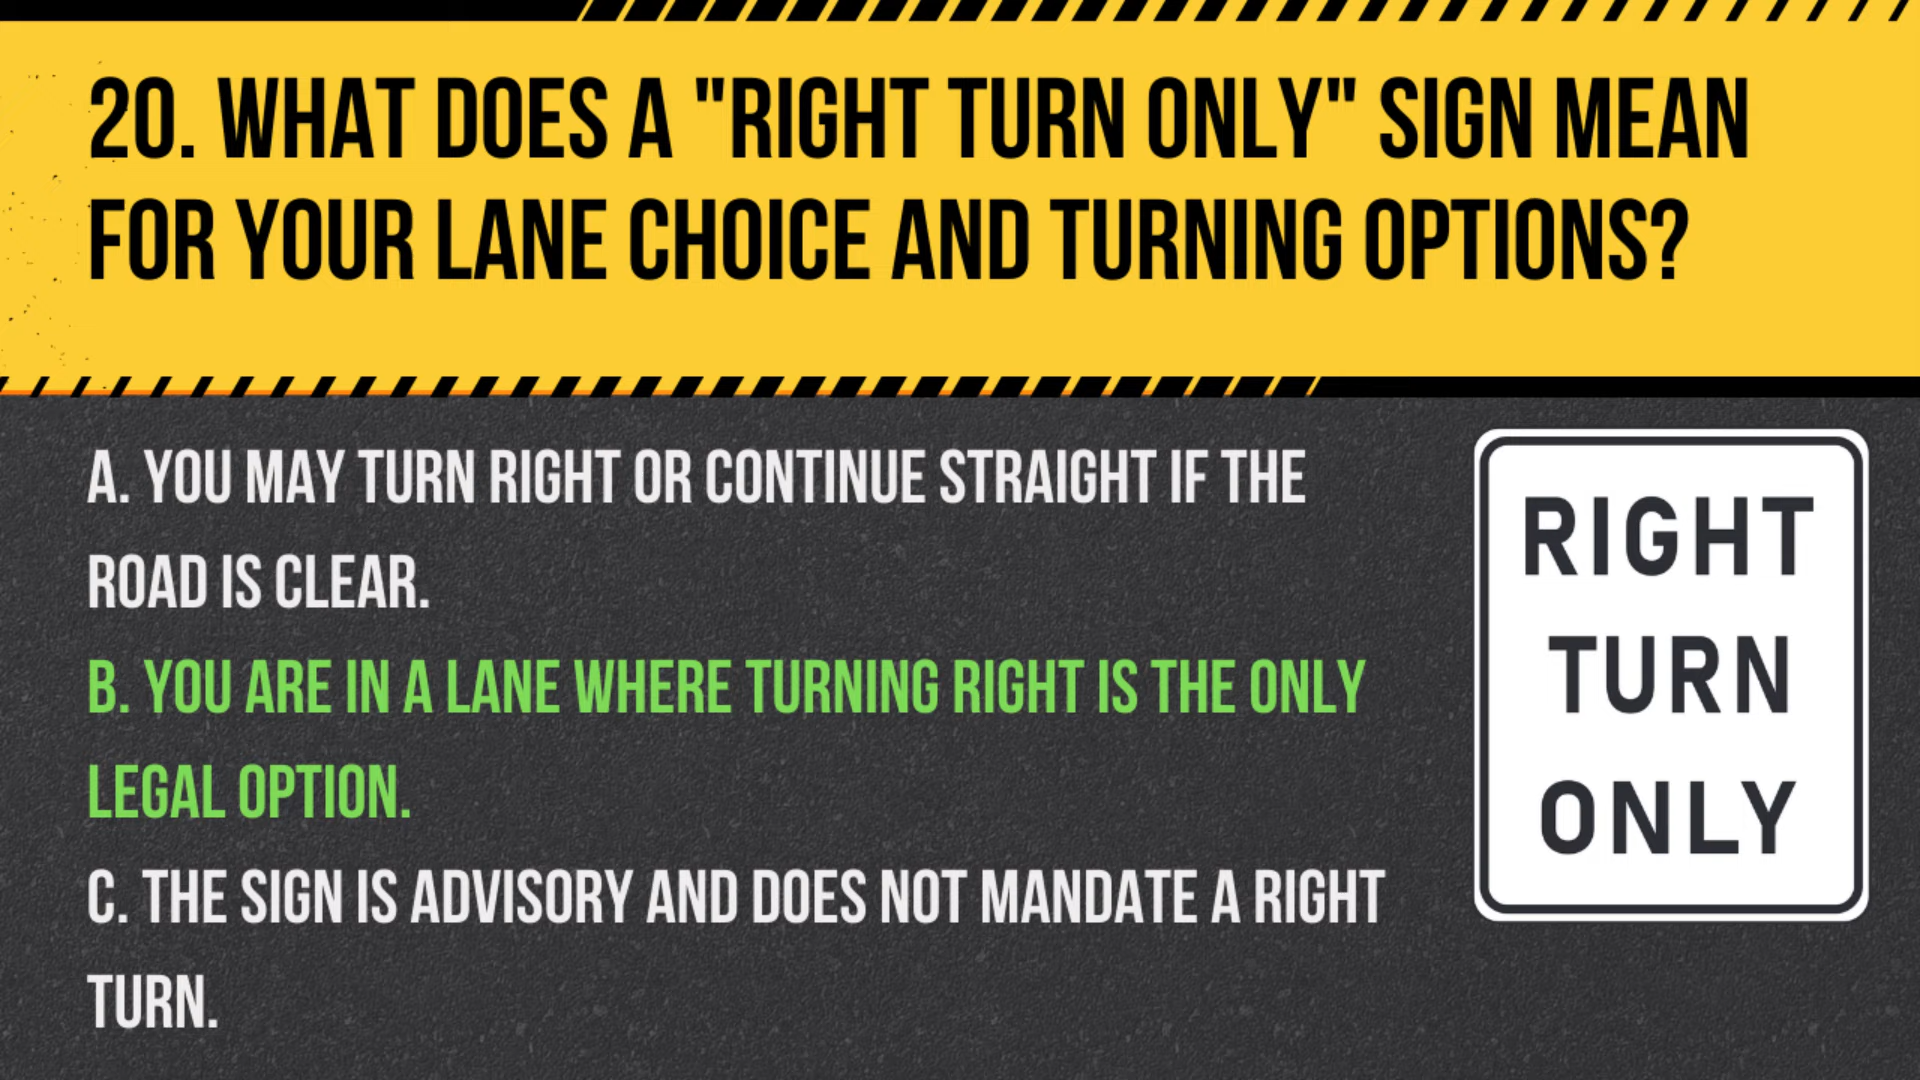 20. WHAT DOES A "RIGHT TURN ONLY" SIGN MEAN
FOR YOUR LANE CHOICE AND TURNING OPTIONS?
A. YOU MAY TURN RIGHT OR CONTINUE STRAIGHT IF THE
ROAD IS CLEAR.
B. YOU ARE IN A LANE WHERE TURNING RIGHT IS THE ONLY
LEGAL OPTION.
C. THE SIGN IS ADVISORY AND DOES NOT MANDATE A RIGHT
TURN.
RIGHT
TURN
ONLY